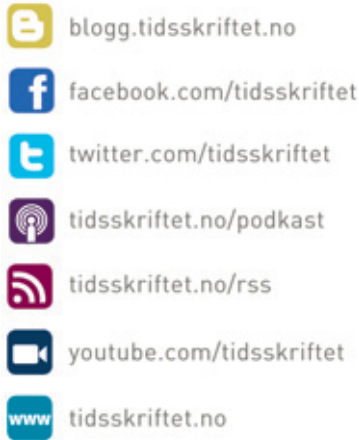 blogg.tidsskriftet.no
facebook.com/tidsskriftet
twitter.com/tidsskriftet
tidsskriftet.no/podkast
tidsskriftet.no/rss
youtube.com/tidsskriftet
www tidsskriftet.no